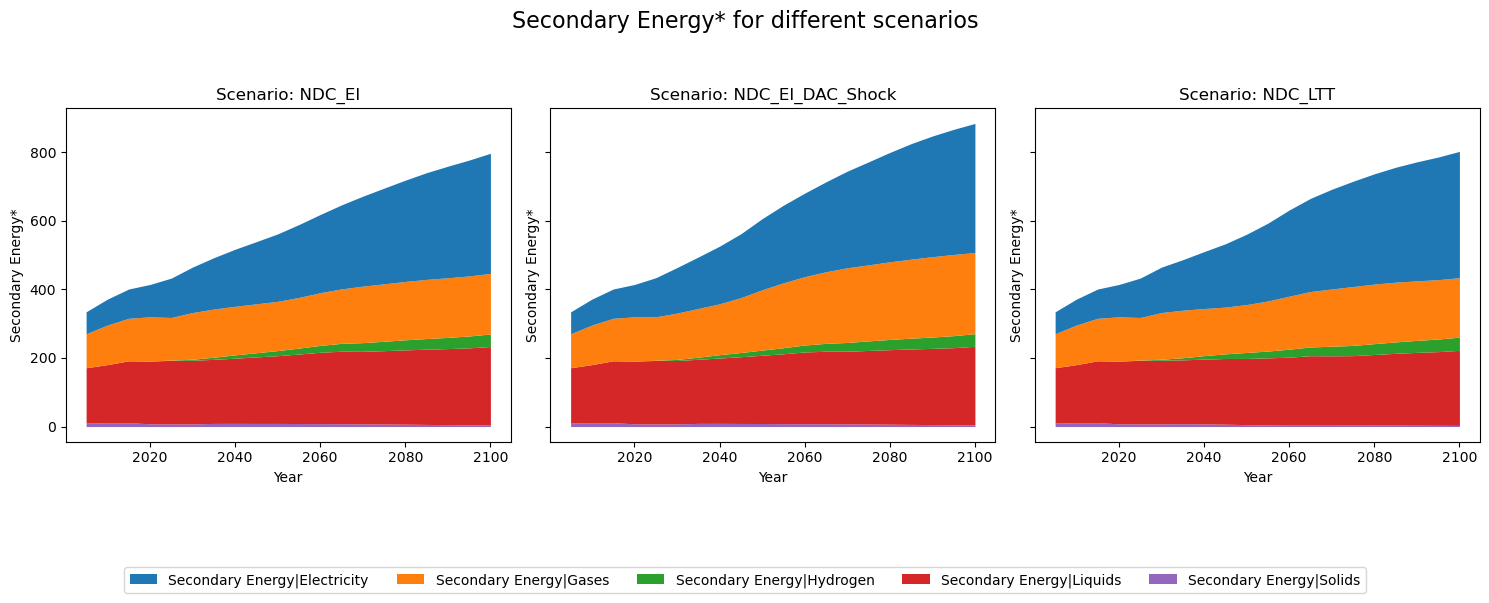 Secondary Energy* for different scenarios
Scenario: NDC_EI
Scenario: NDC_EI_DAC_Shock
Scenario: NDC_LTT
Secondary Energy*
800
600
400
200
0
2020 2040 2060 2080 2100
Year
Secondary Energy*
2020 2040 2060 2080 2100
Year
Secondary Energy*
2020 2040 2060 2080 2100
Year
Secondary Energy|Electricity Secondary Energy|Gases Secondary Energy|Hydrogen Secondary Energy|Liquids Secondary Energy|Solids